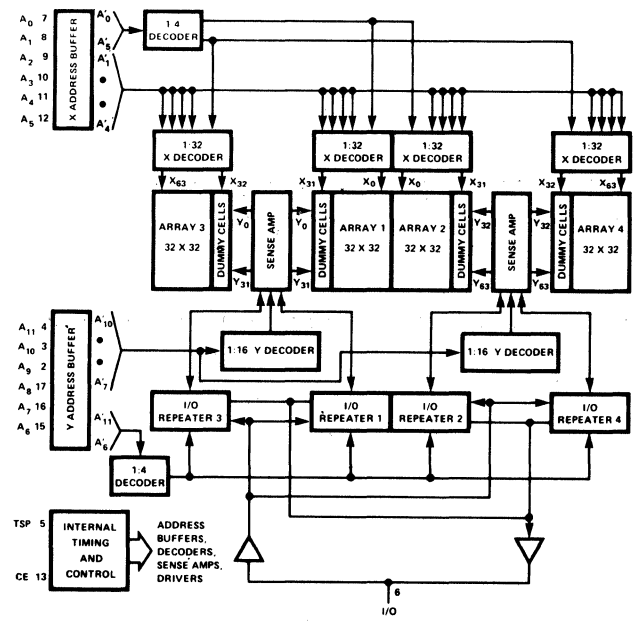 A0 7
A1 8
A2 9
A3 10
A4 11
A5 12
X ADDRESS BUFFER
A'0
A'5
A'1
A'4
1 4
DECODER
1:32
X DECODER
1:32
X DECODER
1:32
X DECODER
1:32
X DECODER
X63
X32
X31
X0
X0
X31
X32
X63
ARRAY 3
32 X 32
DUMMY CELLS
Y0
Y31
SENSE AMP
Y0
Y31
DUMMY CELLS
ARRAY 1
32 X 32
ARRAY 2
32 X 32
DUMMY CELLS
Y32
Y63
SENSE AMP
Y32
Y63
DUMMY CELLS
ARRAY 4
32 X 32
A11 4
A10 3
A9 2
A8 17
A7 16
A6 15
Y ADDRESS BUFFER
A'10
A'7
A'11
A'6
1:16 Y DECODER
1:16 Y DECODER
I/O
REPEATER 3
I/O
REPEATER 1
I/O
REPEATER 2
I/O
REPEATER 4
1:4
DECODER
TSP 5
CE 13
INTERNAL
TIMING
AND
CONTROL
ADDRESS
BUFFERS,
DECODERS,
SENSE AMPS,
DRIVERS
6
I/O